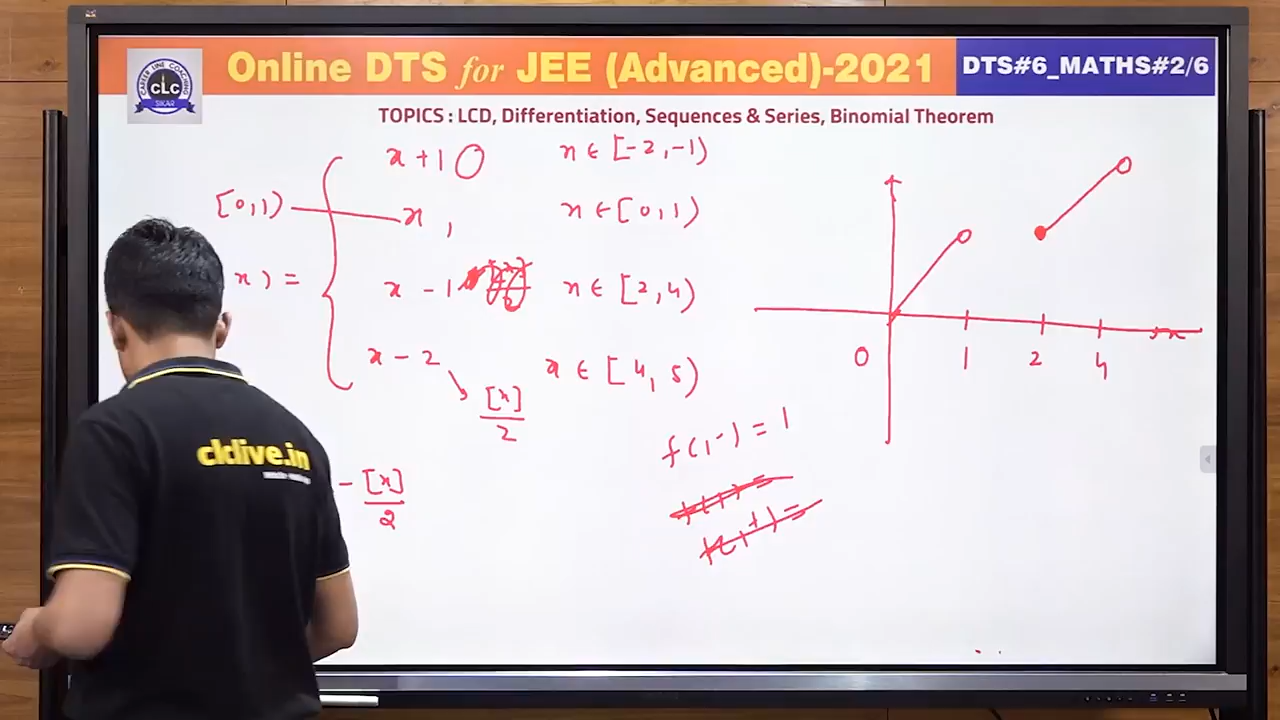 Online DTS for JEE (Advanced)-2021
DTS#6_MATHS#2/6
CAREER LINE COACHING
CLC
SIKAR
TOPICS : LCD, Differentiation, Sequences & Series, Binomial Theorem
x + 1 x ∈ [-2, -1)
[0,1) x , x ∈ [0, 1)
x) = x - 1 x ∈ [2, 4)
x - 2 x ∈ [4, 5)
[x]/2
- [x]/2
0 1 2 4
f(1⁻) = 1
cldive.in